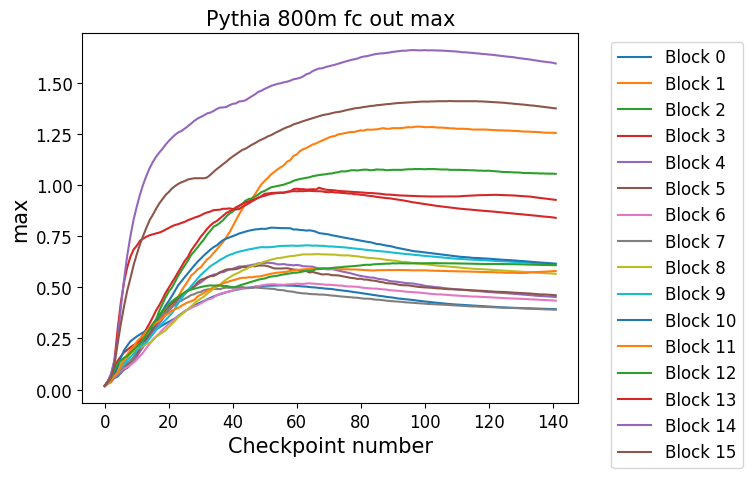 Pythia 800m fc out max
max
1.50
1.25
1.00
0.75
0.50
0.25
0.00
0
20
40
60
80
100
120
140
Checkpoint number
Block 0
Block 1
Block 2
Block 3
Block 4
Block 5
Block 6
Block 7
Block 8
Block 9
Block 10
Block 11
Block 12
Block 13
Block 14
Block 15